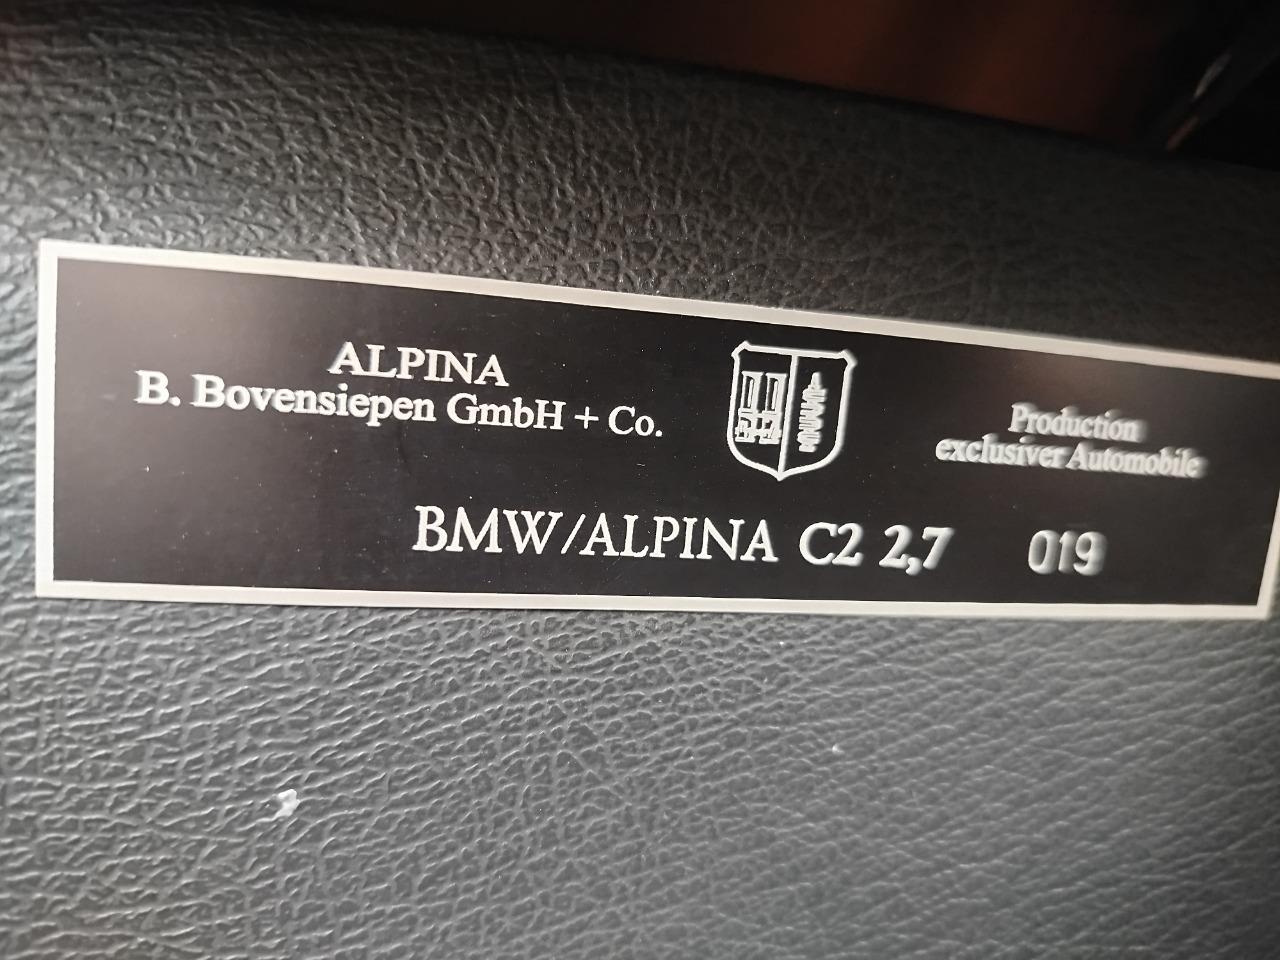 ALPINA
B. Bovensiepen GmbH + Co.
Production
exclusiver Automobile
BMW/ALPINA C2 2,7 019